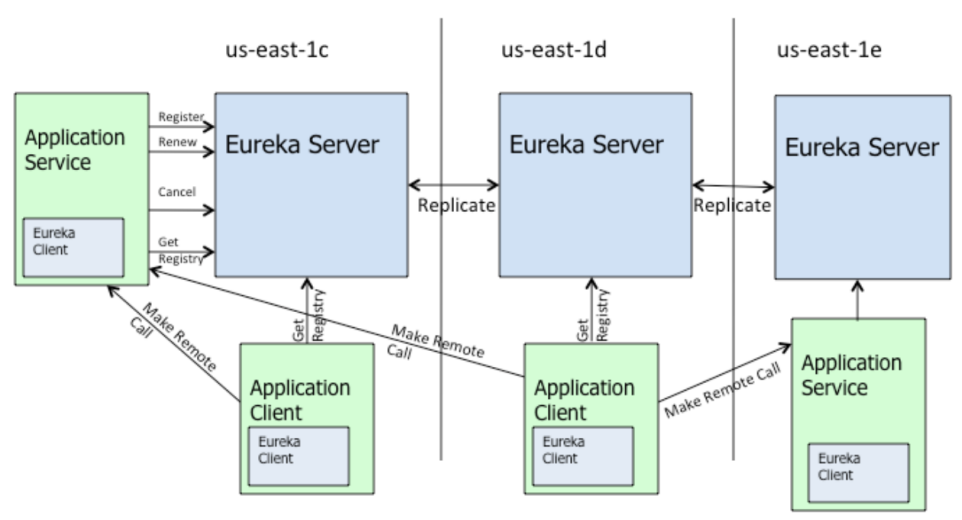 us-east-1c
us-east-1d
us-east-1e
Application
Service
Eureka
Client
Register
Renew
Cancel
Get
Registry
Eureka Server
Replicate
Eureka Server
Replicate
Eureka Server
Make Remote
Call
Get
Registry
Make Remote
Call
Get
Registry
Make Remote Call
Application
Client
Eureka
Client
Application
Client
Eureka
Client
Application
Service
Eureka
Client